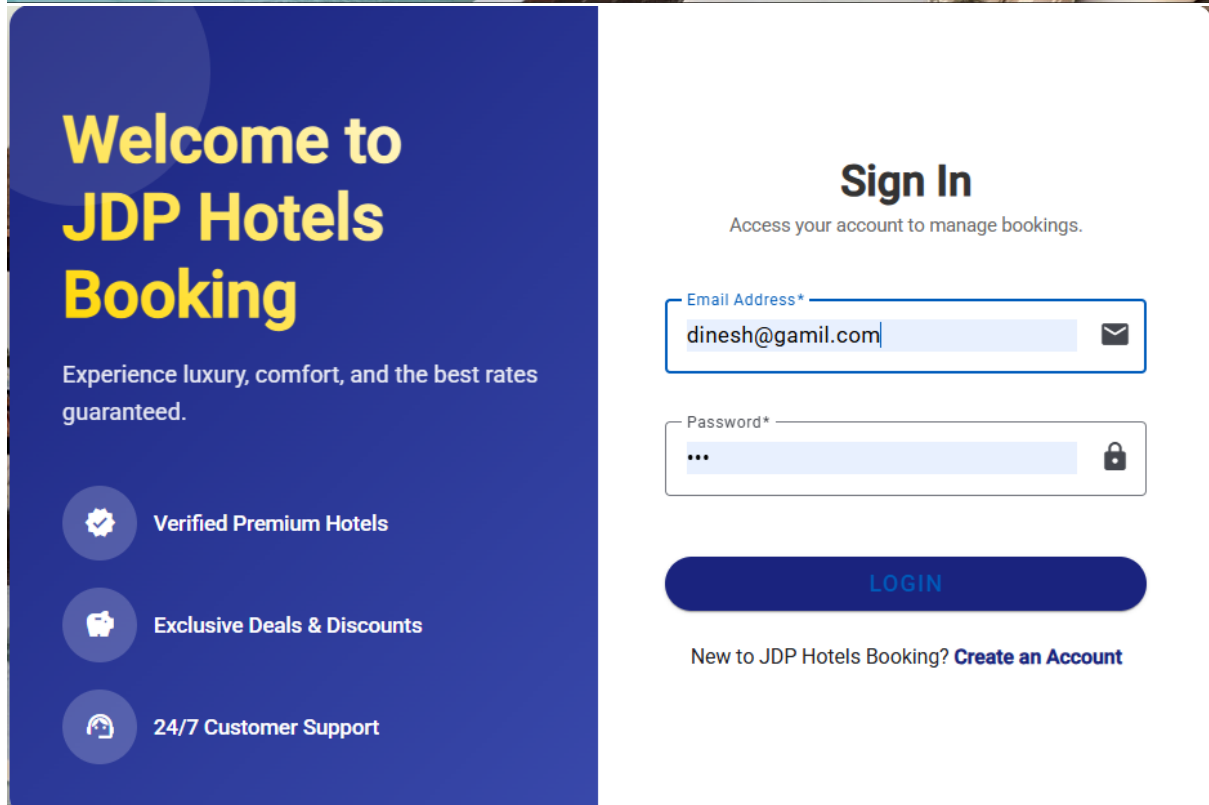 Welcome to
JDP Hotels
Booking
Experience luxury, comfort, and the best rates
guaranteed.
Verified Premium Hotels
Exclusive Deals & Discounts
24/7 Customer Support
Sign In
Access your account to manage bookings.
Email Address*
dinesh@gamil.com
Password*
•••
LOGIN
New to JDP Hotels Booking? Create an Account